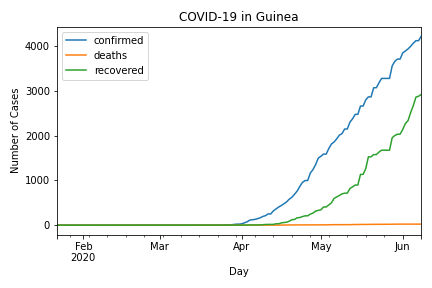 COVID-19 in Guinea
confirmed
deaths
recovered
Number of Cases
4000
3000
2000
1000
0
Feb
2020
Mar
Apr
May
Jun
Day